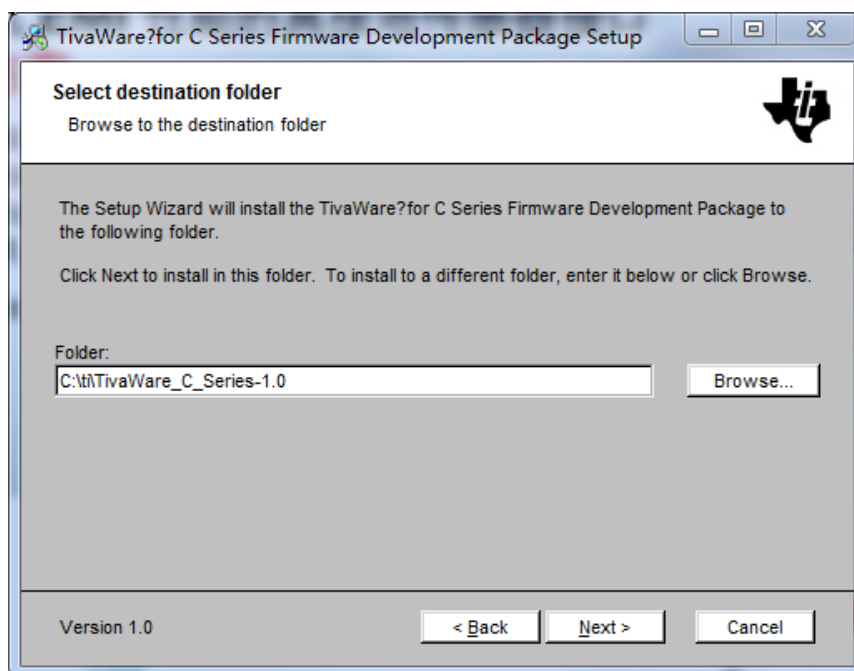 TivaWare?for C Series Firmware Development Package Setup
Select destination folder
Browse to the destination folder
ti
The Setup Wizard will install the TivaWare?for C Series Firmware Development Package to
the following folder.
Click Next to install in this folder.  To install to a different folder, enter it below or click Browse.
Folder:
C:\ti\TivaWare_C_Series-1.0
Browse...
Version 1.0
< Back
Next >
Cancel